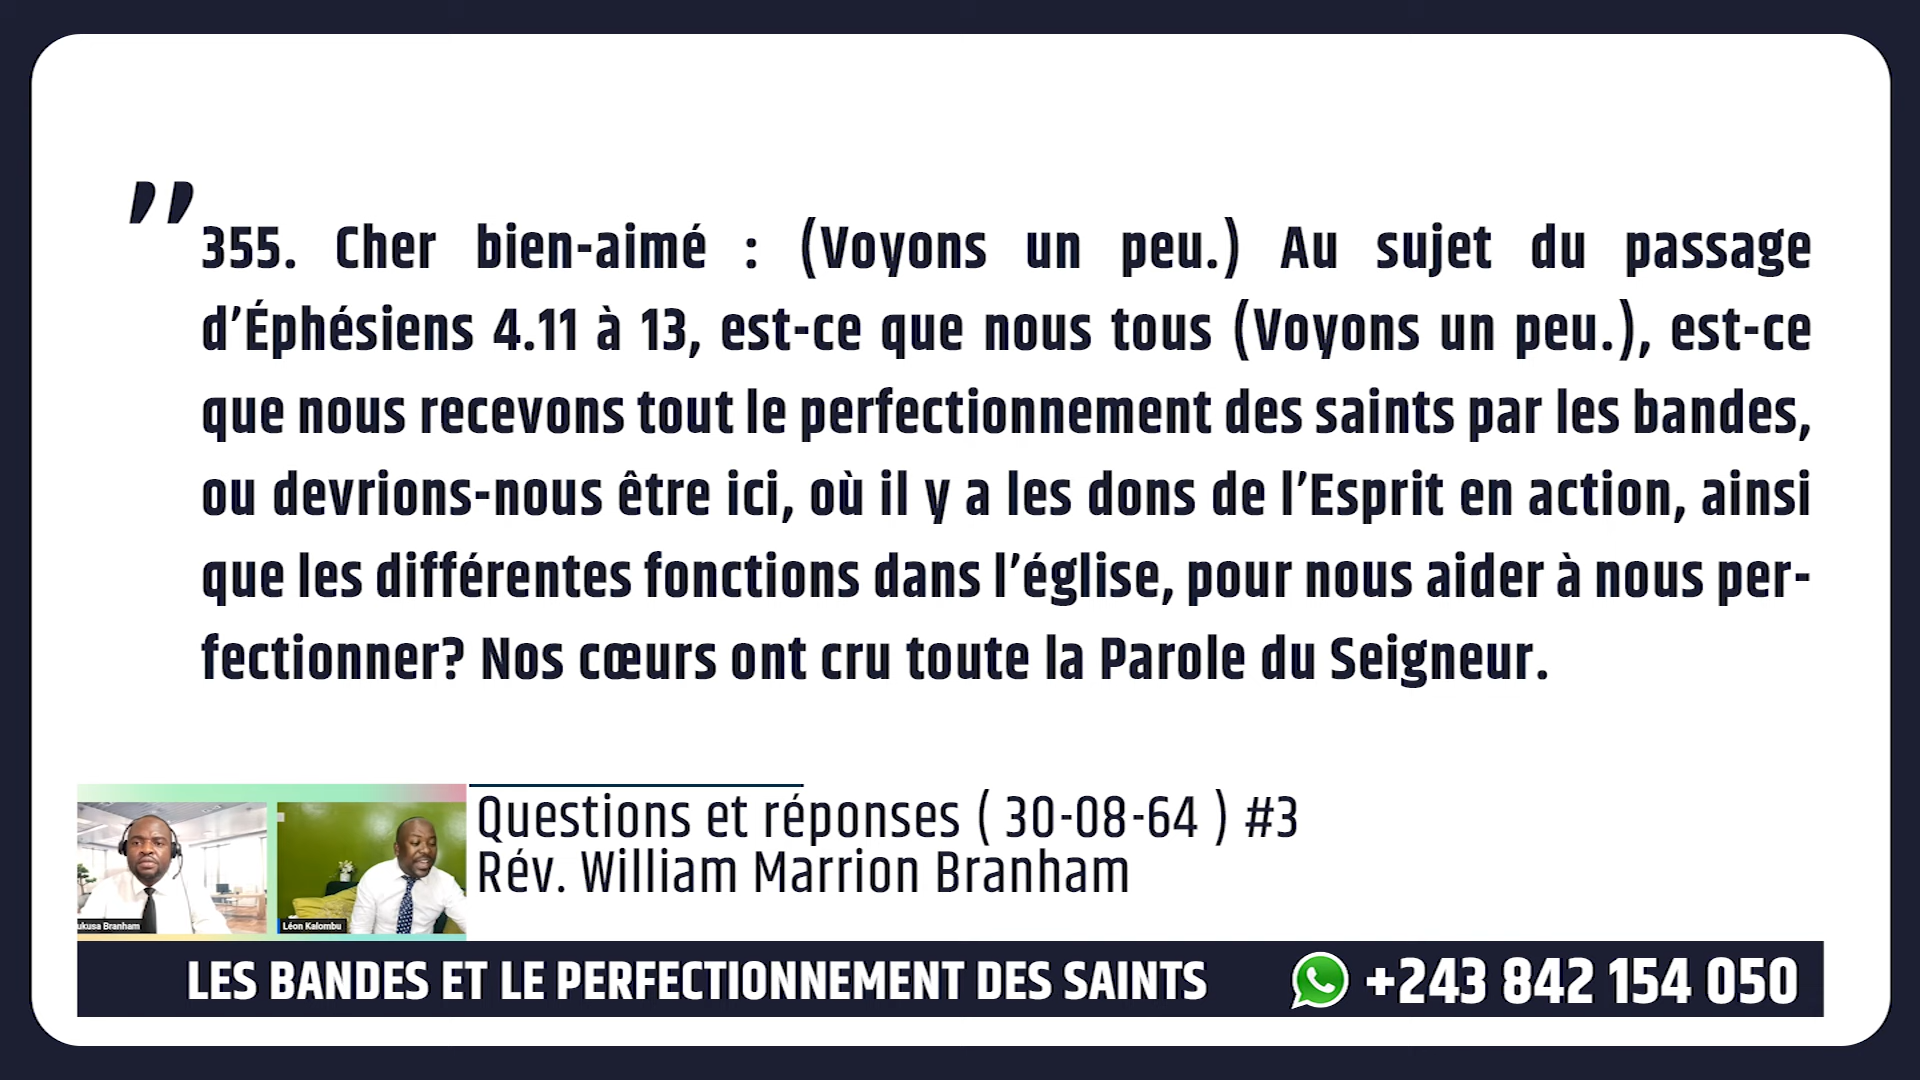 ”
355. Cher bien-aimé : (Voyons un peu.) Au sujet du passage
d’Éphésiens 4.11 à 13, est-ce que nous tous (Voyons un peu.), est-ce
que nous recevons tout le perfectionnement des saints par les bandes,
ou devrions-nous être ici, où il y a les dons de l’Esprit en action, ainsi
que les différentes fonctions dans l’église, pour nous aider à nous per-
fectionner? Nos cœurs ont cru toute la Parole du Seigneur.
Questions et réponses ( 30-08-64 ) #3
Rév. William Marrion Branham
ukusa Branham
Léon Kalombu
LES BANDES ET LE PERFECTIONNEMENT DES SAINTS
+243 842 154 050